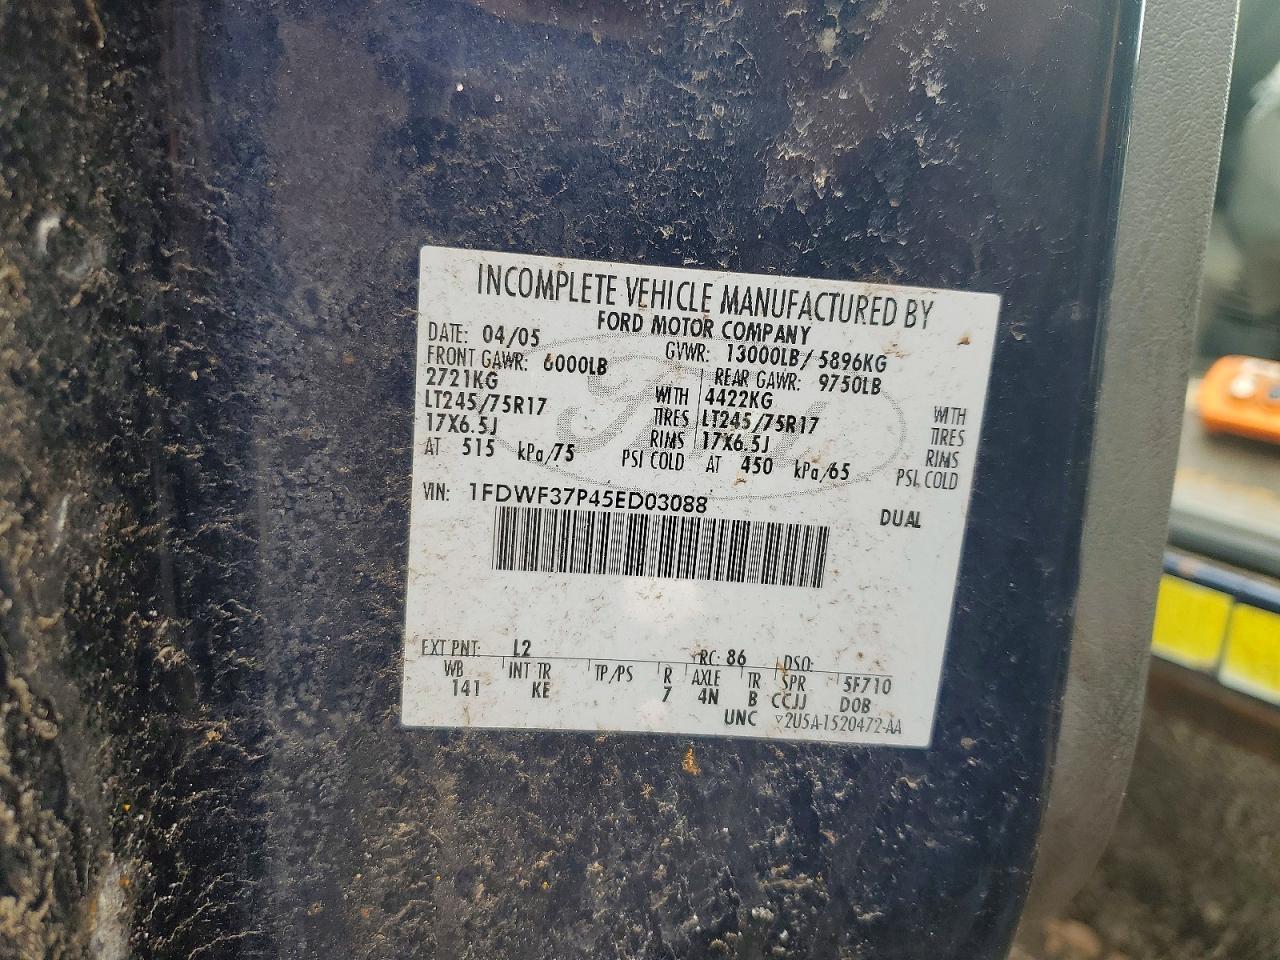 INCOMPLETE VEHICLE MANUFACTURED BY
FORD MOTOR COMPANY
DATE: 04/05 GVWR: 13000LB/ 5896KG
FRONT GAWR: 6000LB REAR GAWR: 9750LB
2721KG WITH 4422KG WITH
LT245/75R17 TIRES LT245/75R17 TIRES
17X6.5J RIMS 17X6.5J RIMS
AT 515 kPa/75 PSI COLD AT 450 kPa/65 PSI COLD
VIN: 1FDWF37P45ED03088 DUAL
EXT PNT: L2 RC: 86 DSO:
WB INT TR TP/PS R AXLE TR SPR 5F710
141 KE 7 4N B CCJJ DOB
UNC ▽2U5A-1520472-AA